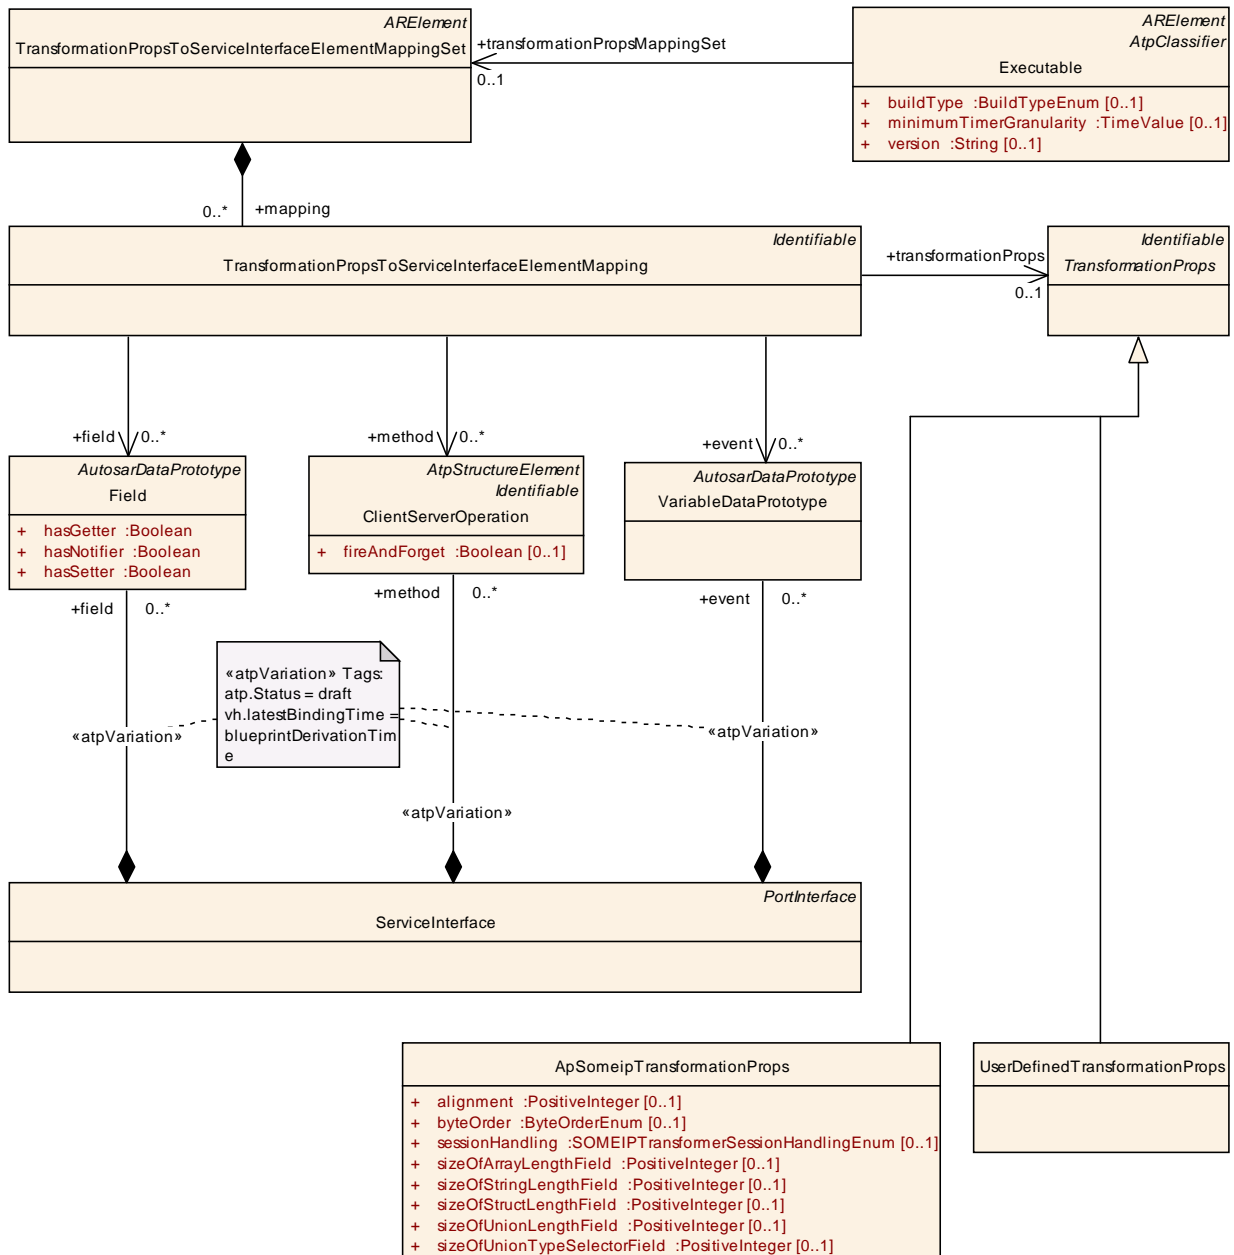 ARElement
TransformationPropsToServiceInterfaceElementMappingSet
+transformationPropsMappingSet
0..1
ARElement
AtpClassifier
Executable
+ buildType :BuildTypeEnum [0..1]
+ minimumTimerGranularity :TimeValue [0..1]
+ version :String [0..1]
0..* +mapping
Identifiable
TransformationPropsToServiceInterfaceElementMapping
+transformationProps
0..1
Identifiable
TransformationProps
+field 0..*
+method 0..*
+event 0..*
AutosarDataPrototype
Field
+ hasGetter :Boolean
+ hasNotifier :Boolean
+ hasSetter :Boolean
AtpStructureElement
Identifiable
ClientServerOperation
+ fireAndForget :Boolean [0..1]
AutosarDataPrototype
VariableDataPrototype
+field 0..*
+method 0..*
+event 0..*
«atpVariation» Tags:
atp.Status = draft
vh.latestBindingTime =
blueprintDerivationTim
e
«atpVariation»
«atpVariation»
«atpVariation»
PortInterface
ServiceInterface
ApSomeipTransformationProps
+ alignment :PositiveInteger [0..1]
+ byteOrder :ByteOrderEnum [0..1]
+ sessionHandling :SOMEIPTransformerSessionHandlingEnum [0..1]
+ sizeOfArrayLengthField :PositiveInteger [0..1]
+ sizeOfStringLengthField :PositiveInteger [0..1]
+ sizeOfStructLengthField :PositiveInteger [0..1]
+ sizeOfUnionLengthField :PositiveInteger [0..1]
+ sizeOfUnionTypeSelectorField :PositiveInteger [0..1]
UserDefinedTransformationProps